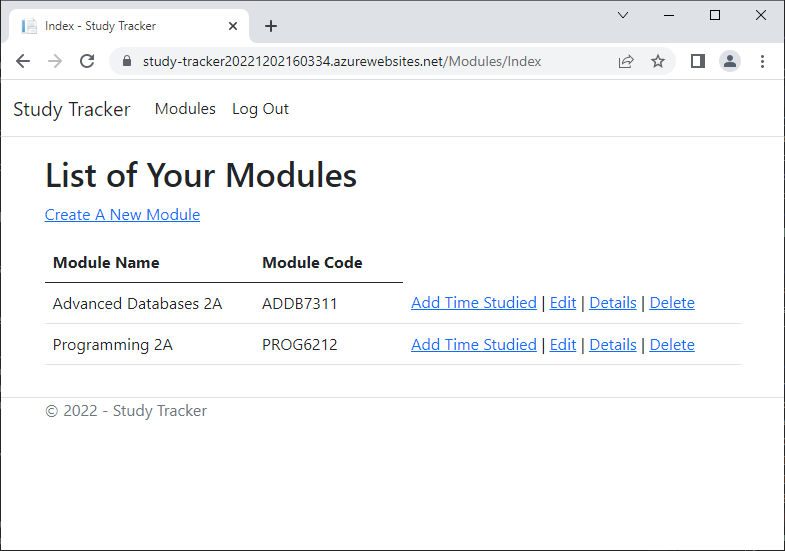 Index - Study Tracker
study-tracker20221202160334.azurewebsites.net/Modules/Index
Study Tracker Modules Log Out
List of Your Modules
Create A New Module
Module Name Module Code
Advanced Databases 2A ADDB7311 Add Time Studied | Edit | Details | Delete
Programming 2A PROG6212 Add Time Studied | Edit | Details | Delete
© 2022 - Study Tracker